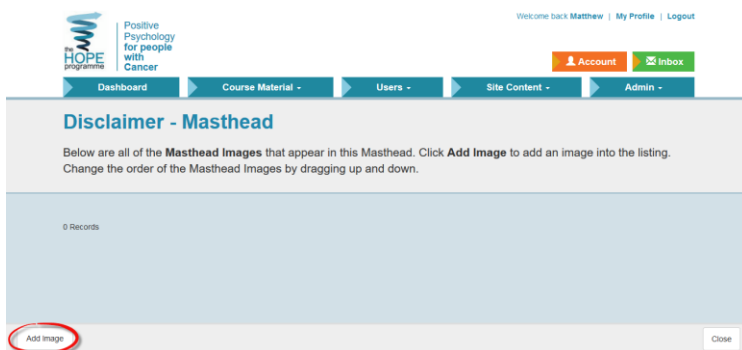 Welcome back Matthew | My Profile | Logout
the
HOPE
programme
Positive
Psychology
for people
with
Cancer
Account
Inbox
Dashboard
Course Material
Users
Site Content
Admin
Disclaimer - Masthead
Below are all of the Masthead Images that appear in this Masthead. Click Add Image to add an image into the listing.
Change the order of the Masthead Images by dragging up and down.
0 Records
Add Image
Close